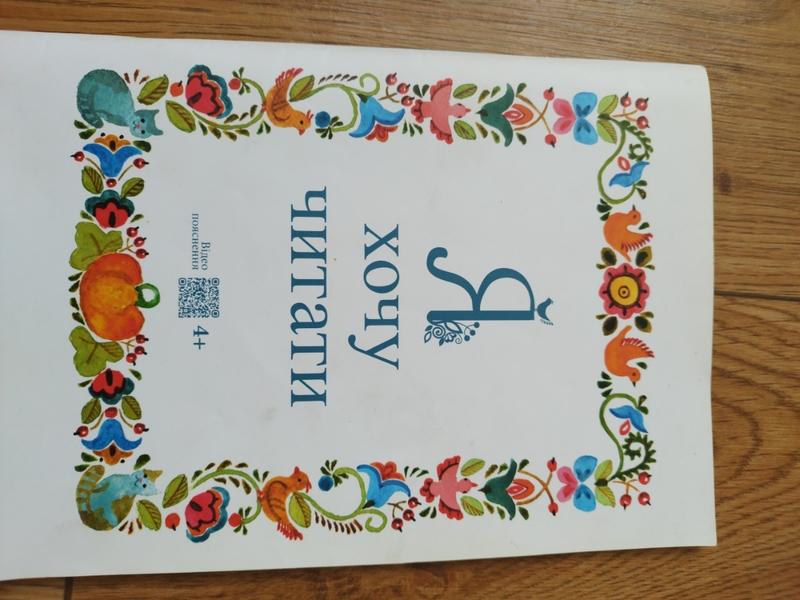 Я
хочу
читати
Відео
пояснення
4+